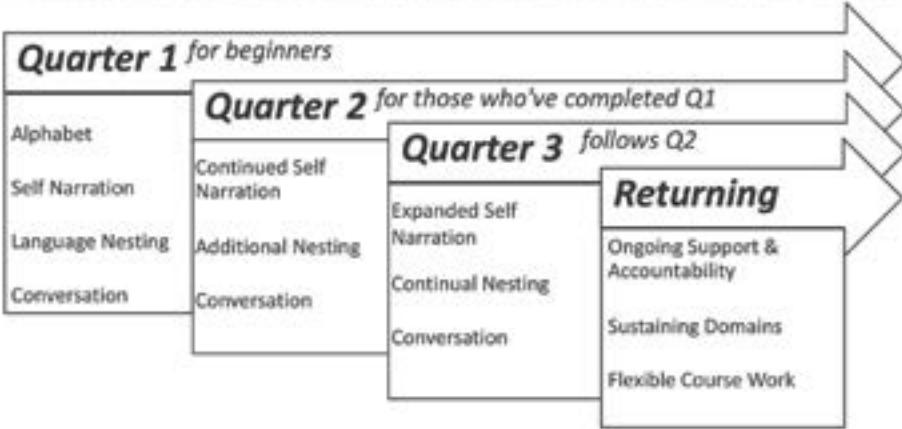 Quarter 1 for beginners
Alphabet
Self Narration
Language Nesting
Conversation
Quarter 2 for those who've completed Q1
Continued Self
Narration
Additional Nesting
Conversation
Quarter 3 follows Q2
Expanded Self
Narration
Continual Nesting
Conversation
Returning
Ongoing Support &
Accountability
Sustaining Domains
Flexible Course Work